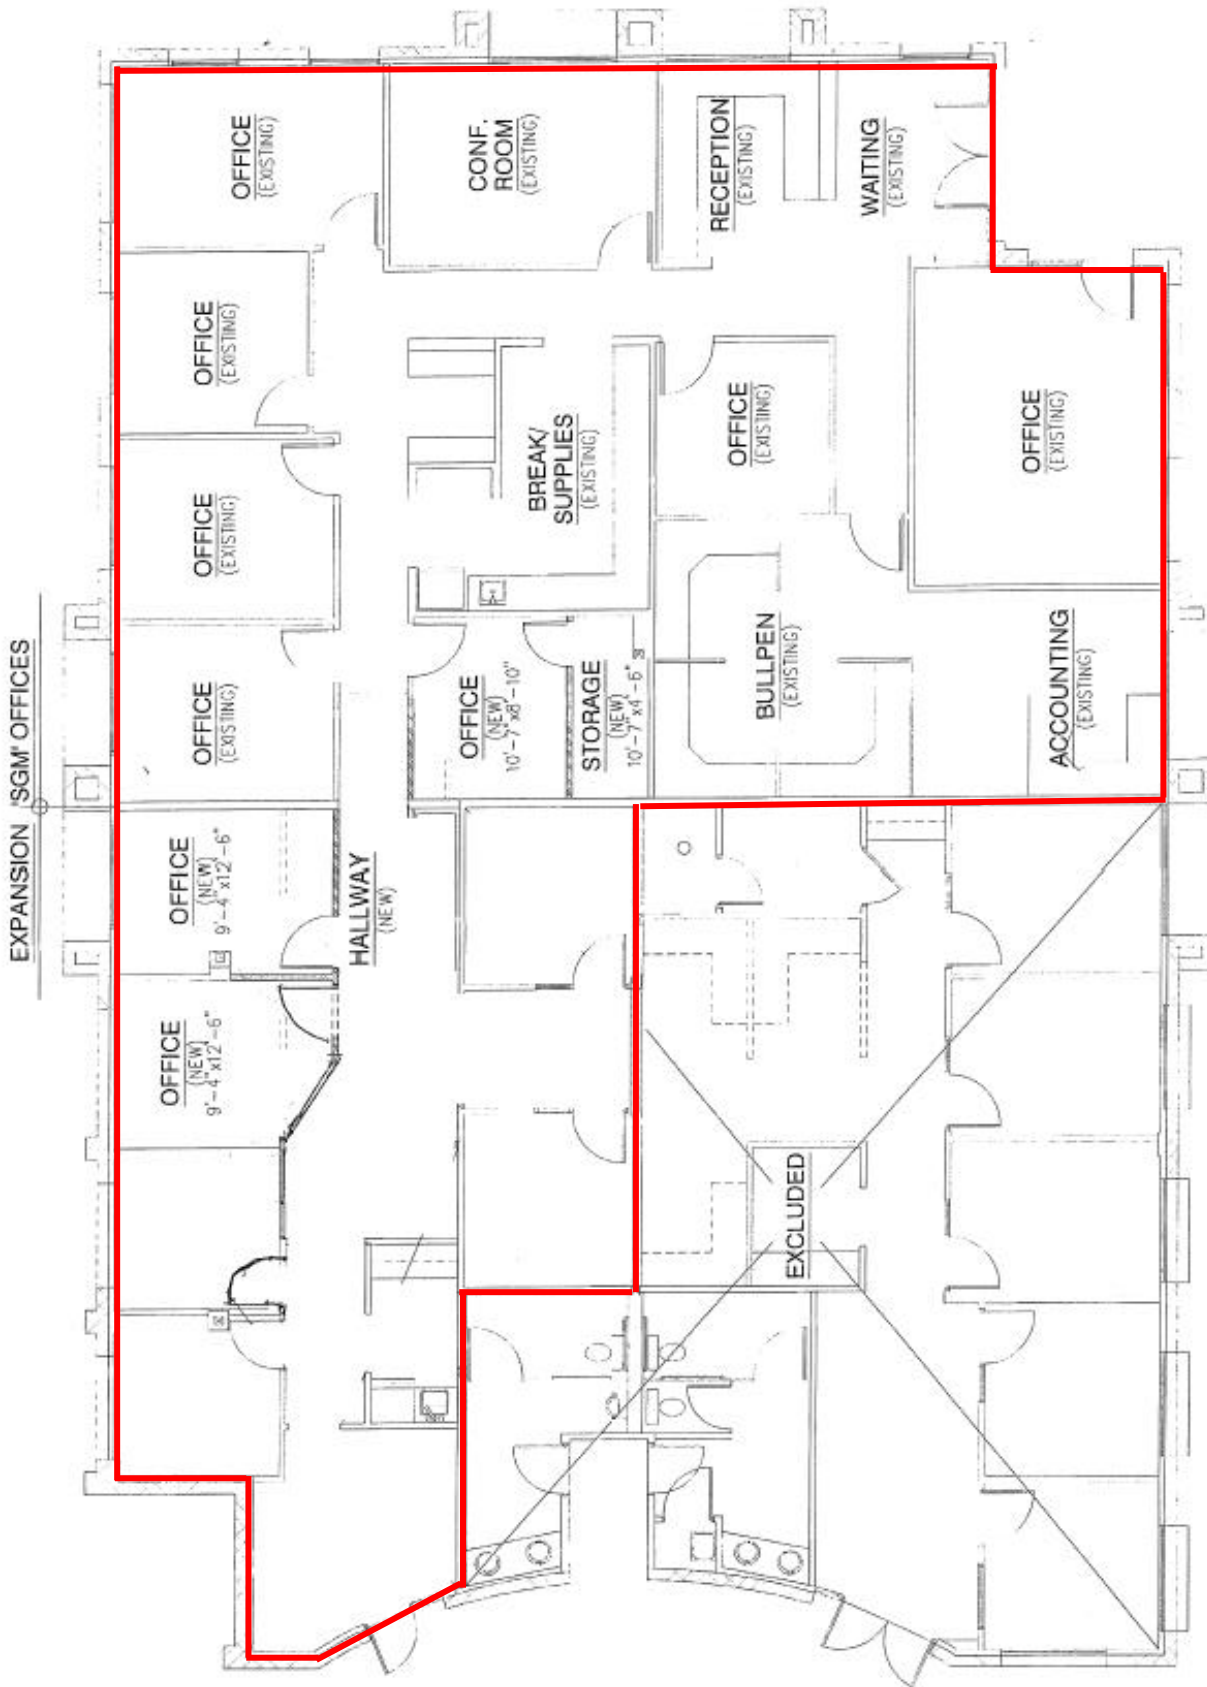 EXPANSION
"SGM" OFFICES
OFFICE
(EXISTING)
CONF.
ROOM
(EXISTING)
RECEPTION
(EXISTING)
WAITING
(EXISTING)
OFFICE
(EXISTING)
OFFICE
(EXISTING)
OFFICE
(EXISTING)
BREAK/
SUPPLIES
(EXISTING)
OFFICE
(EXISTING)
OFFICE
(EXISTING)
OFFICE
(NEW)
10'-7"x8'-10"
STORAGE
(NEW)
10'-7"x4'-6"
BULLPEN
(EXISTING)
ACCOUNTING
(EXISTING)
OFFICE
(NEW)
9'-4"x12'-6"
HALLWAY
(NEW)
OFFICE
(NEW)
9'-4"x12'-6"
EXCLUDED